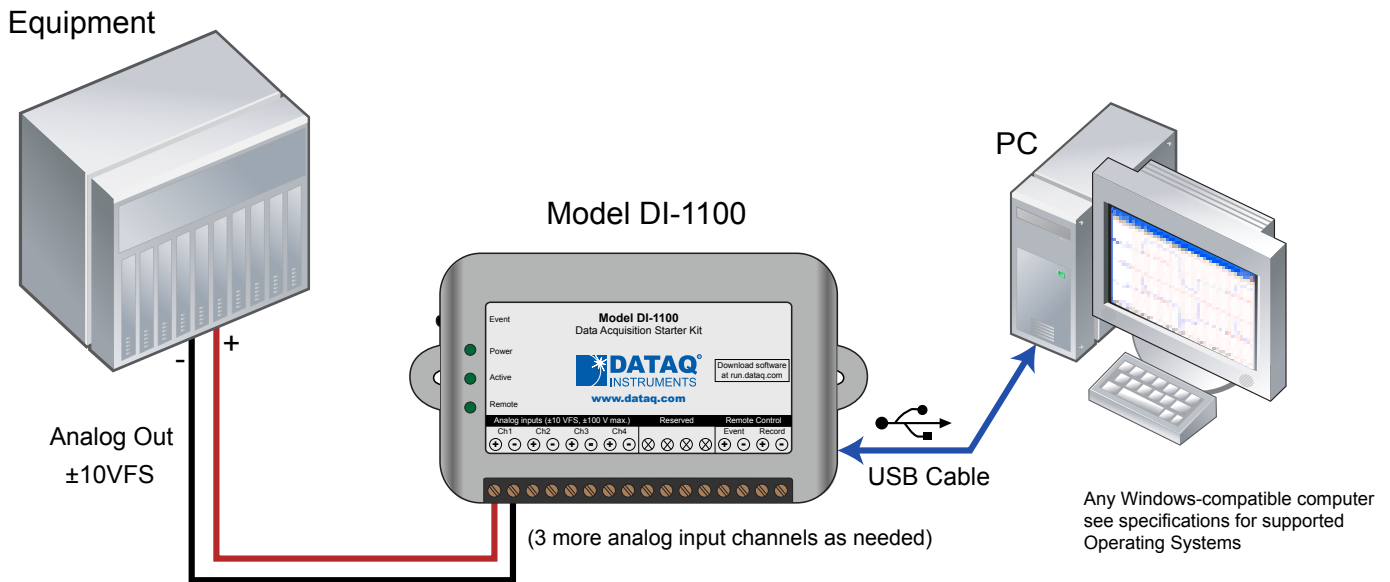 Equipment
PC
Model DI-1100
Event
Model DI-1100
Data Acquisition Starter Kit
Power
Active
Remote
DATAQ®
INSTRUMENTS
www.dataq.com
Download software
at run.dataq.com
Analog inputs (±10 VFS, ±100 V max.) Reserved Remote Control
Ch1 Ch2 Ch3 Ch4 Event Record
+ - + - + - + - + - + -
- +
Analog Out
±10VFS
USB Cable
(3 more analog input channels as needed)
Any Windows-compatible computer
see specifications for supported
Operating Systems